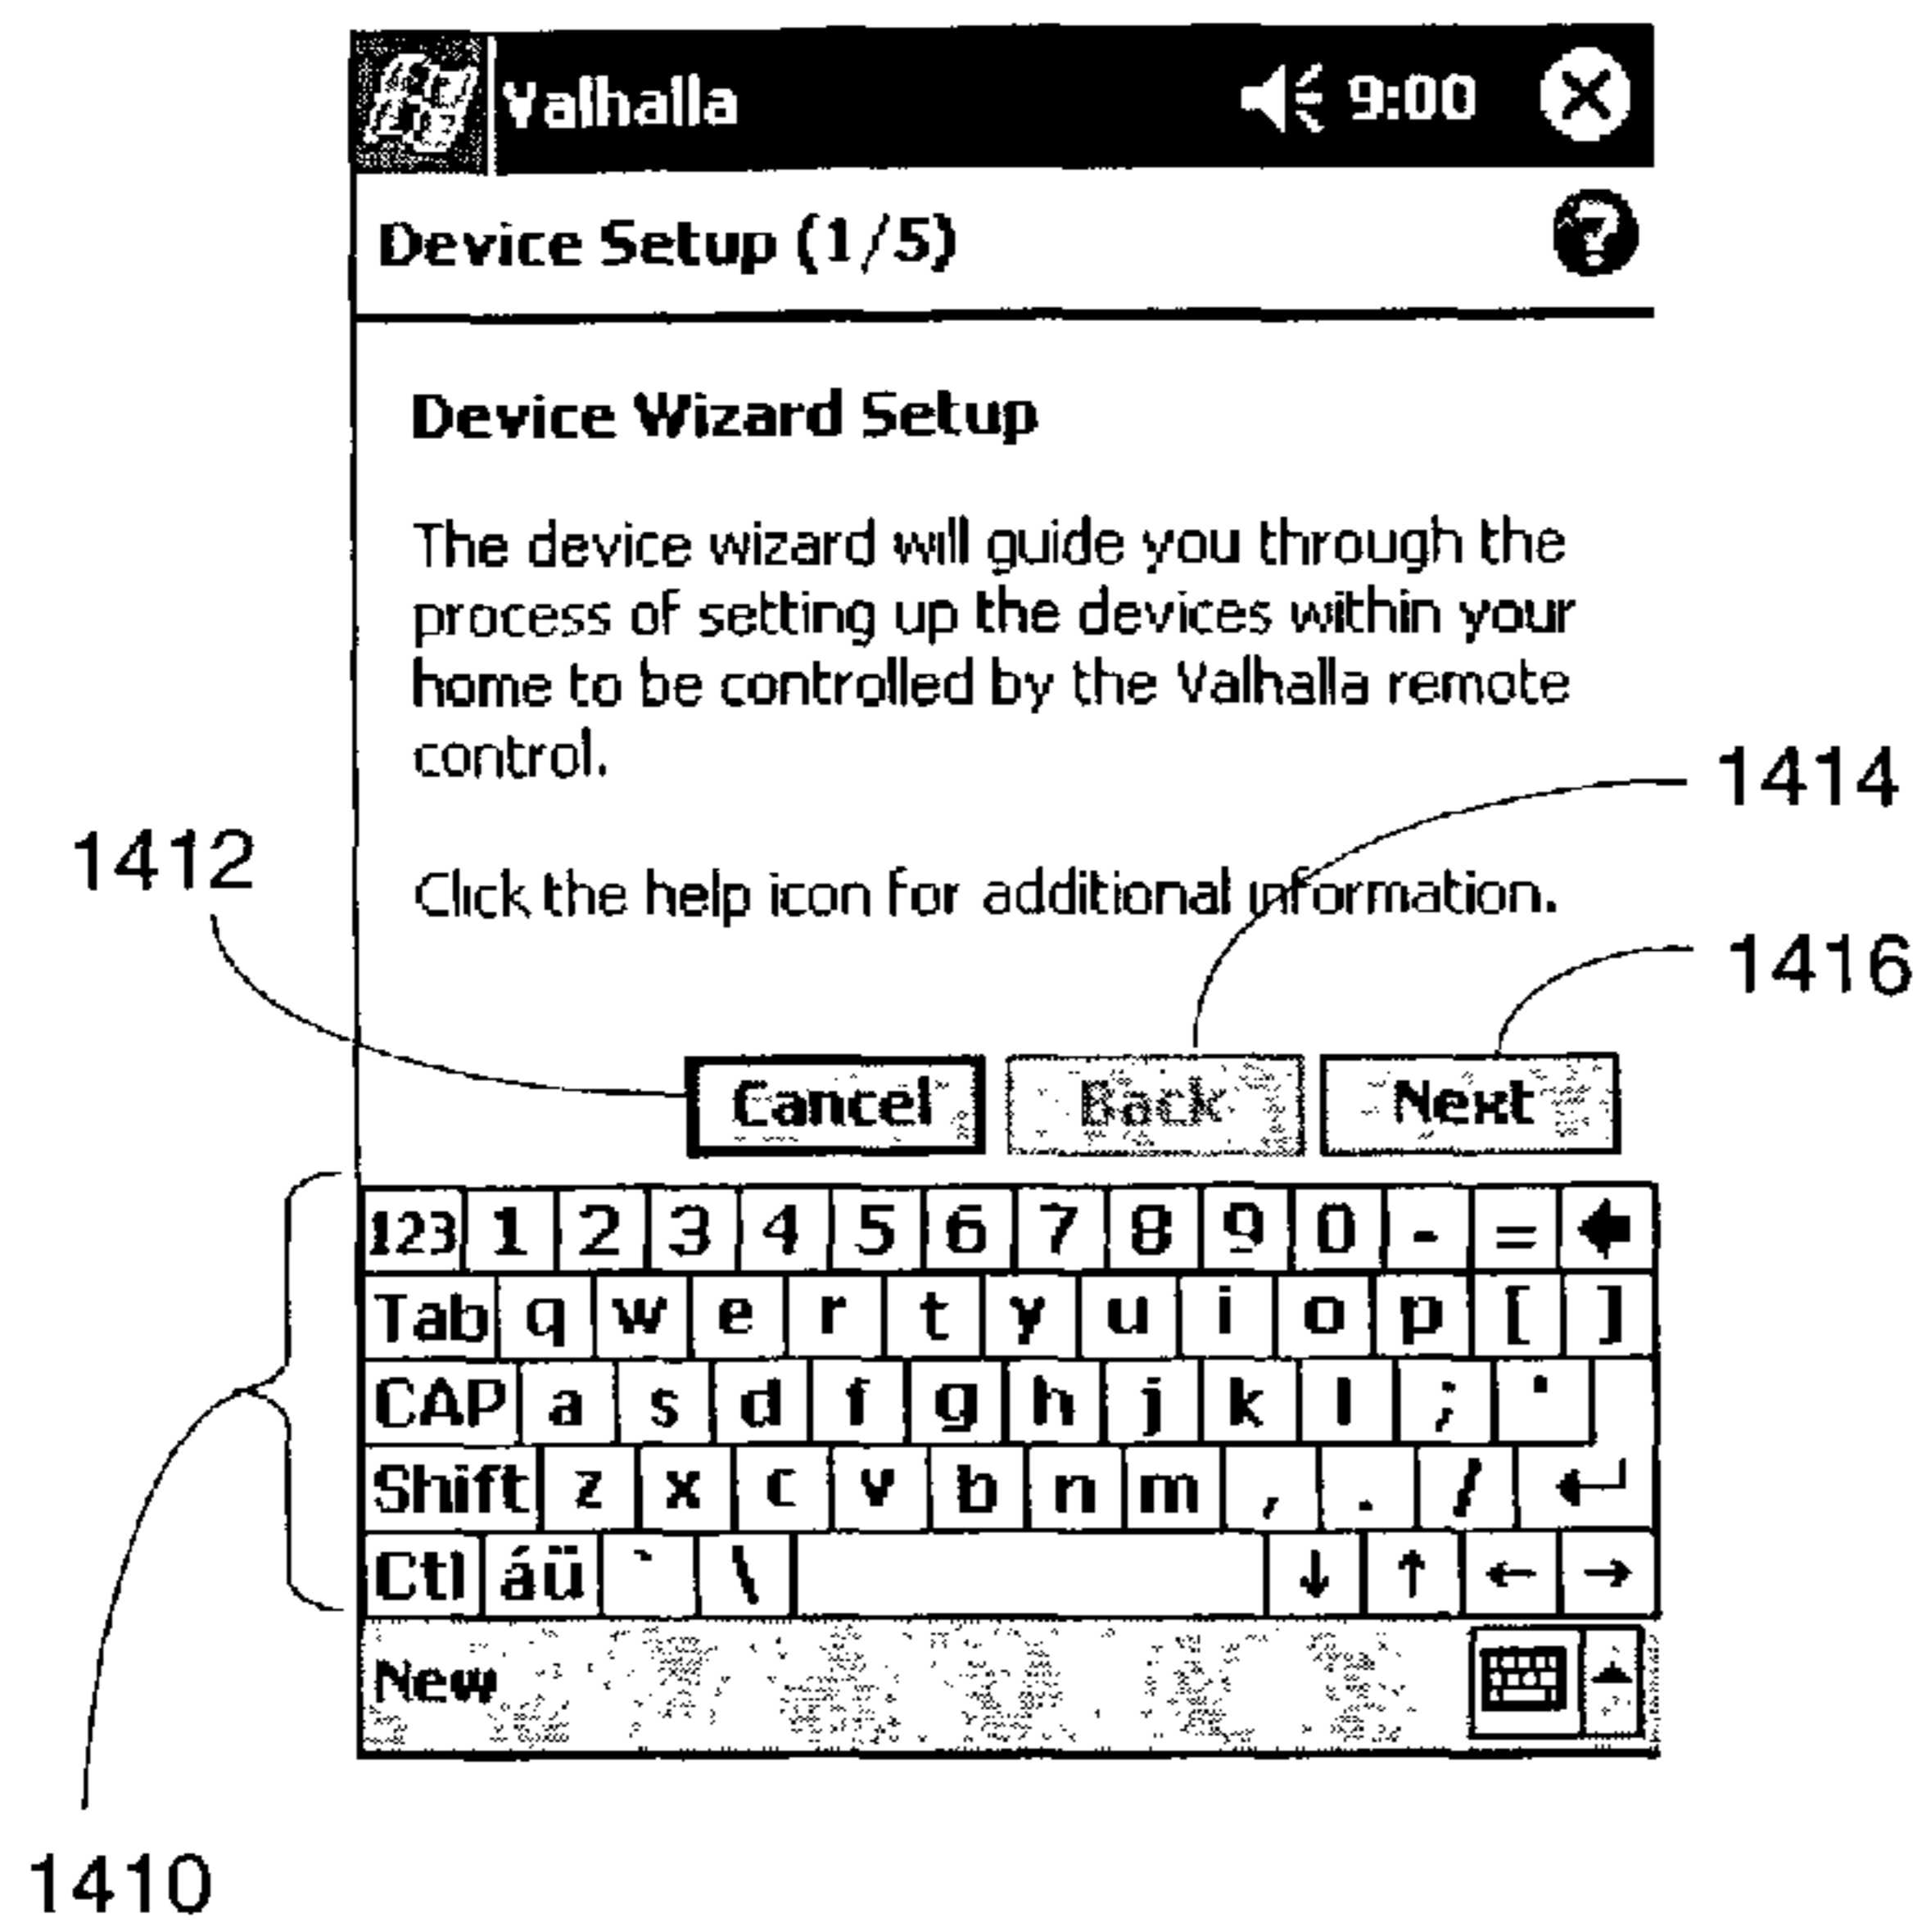 Valhalla 9:00
Device Setup (1/5) ?
Device Wizard Setup
The device wizard will guide you through the
process of setting up the devices within your
home to be controlled by the Valhalla remote
control.
1414
1412
Click the help icon for additional information.
1416
Cancel Back Next
123 1 2 3 4 5 6 7 8 9 0 - =
Tab q w e r t y u i o p [ ]
CAP a s d f g h j k l ; '
Shift z x c v b n m , . /
Ctl áü ` \ ↓ ↑ ← →
New
1410